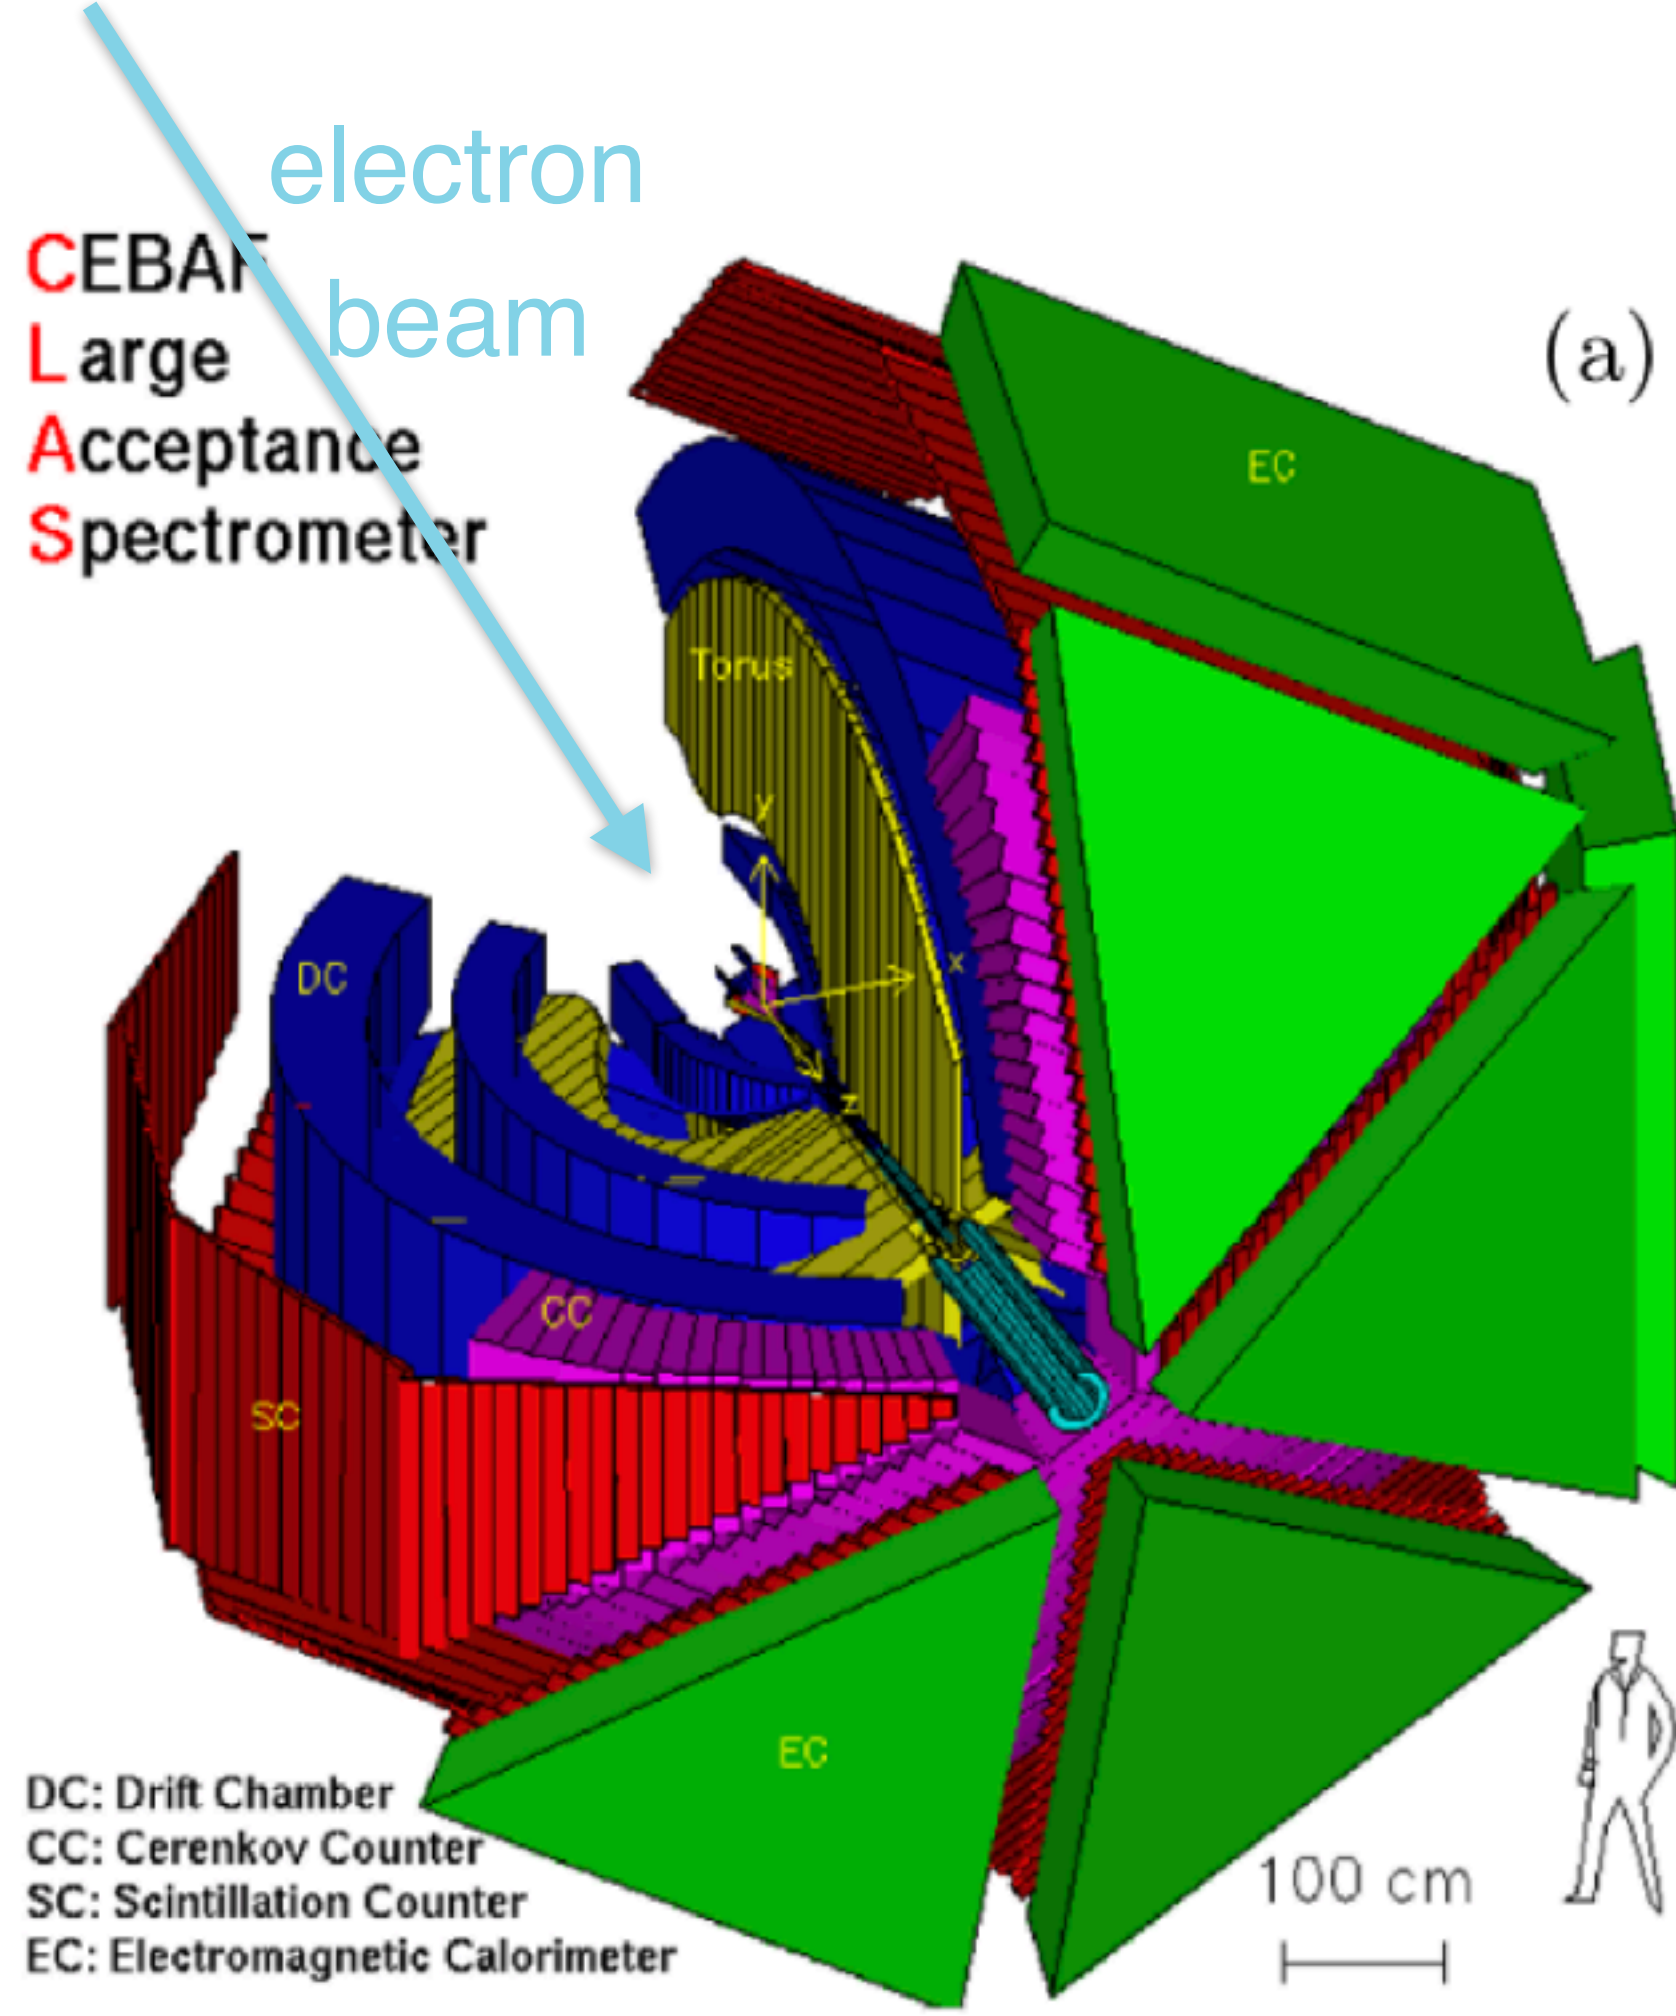 electron
beam
CEBAF
Large
Acceptance
Spectrometer
(a)
EC
Torus
y
x
DC
z
CC
SC
EC
DC: Drift Chamber
CC: Cerenkov Counter
SC: Scintillation Counter
EC: Electromagnetic Calorimeter
100 cm